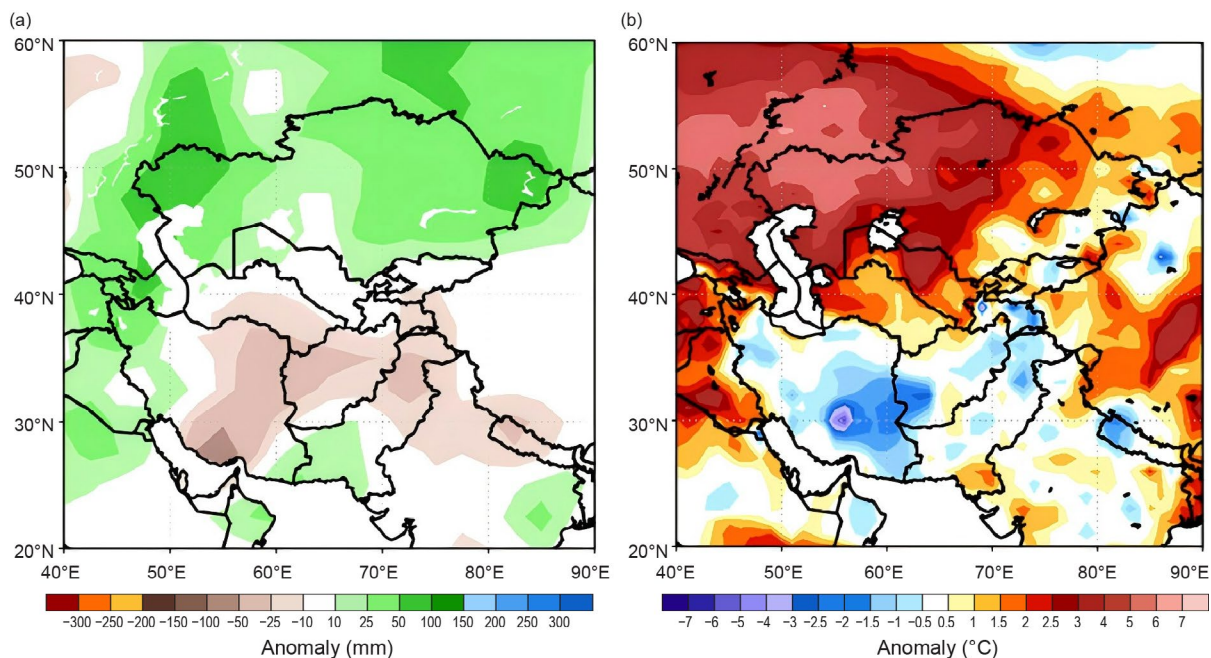 (a)
(b)
60°N
50°N
40°N
30°N
20°N
40°E 50°E 60°E 70°E 80°E 90°E
60°N
50°N
40°N
30°N
20°N
40°E 50°E 60°E 70°E 80°E 90°E
−300 −250 −200 −150 −100 −50 −25 −10 10 25 50 100 150 200 250 300
Anomaly (mm)
−7 −6 −5 −4 −3 −2.5 −2 −1.5 −1 −0.5 0.5 1 1.5 2 2.5 3 4 5 6 7
Anomaly (°C)